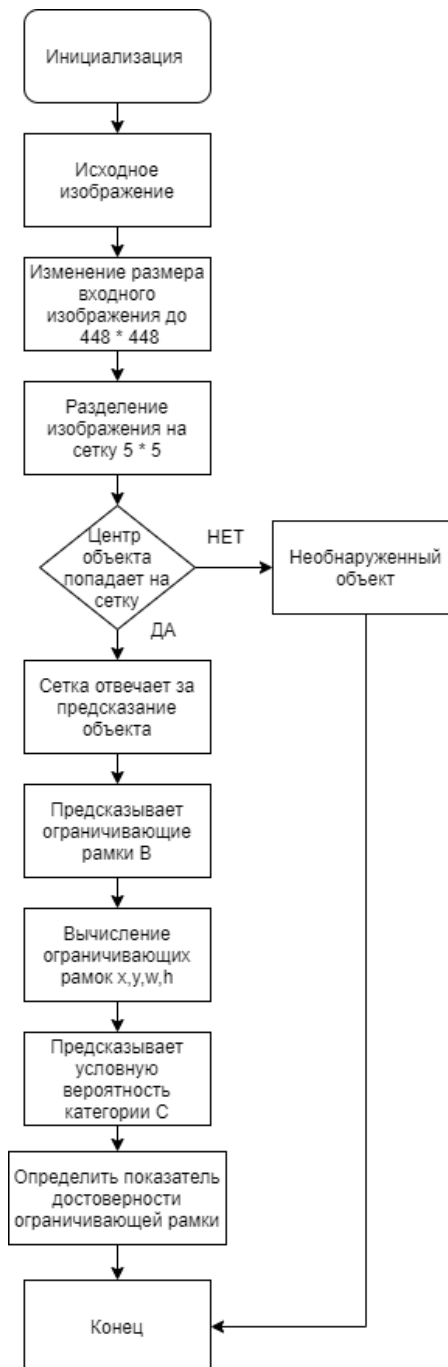 Инициализация
Исходное
изображение
Изменение размера
входного
изображения до
448 * 448
Разделение
изображения на
сетку 5 * 5
Центр
объекта
попадает на
сетку
НЕТ
Необнаруженный
объект
ДА
Сетка отвечает за
предсказание
объекта
Предсказывает
ограничивающие
рамки B
Вычисление
ограничивающих
рамок x,y,w,h
Предсказывает
условную
вероятность
категории C
Определить показатель
достоверности
ограничивающей рамки
Конец